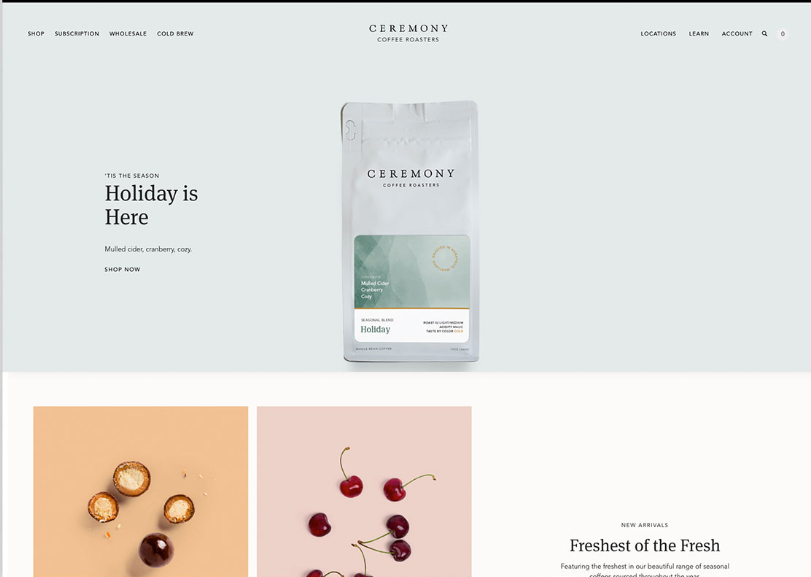 SHOP SUBSCRIPTION WHOLESALE COLD BREW
CEREMONY
COFFEE ROASTERS
LOCATIONS LEARN ACCOUNT 0
'TIS THE SEASON
Holiday is
Here
Mulled cider, cranberry, cozy.
SHOP NOW
CEREMONY
COFFEE ROASTERS
Mulled Cider
Cranberry
Cozy
SEASONAL BLEND
Holiday
NEW ARRIVALS
Freshest of the Fresh
Featuring the freshest in our beautiful range of seasonal
coffees sourced throughout the year.